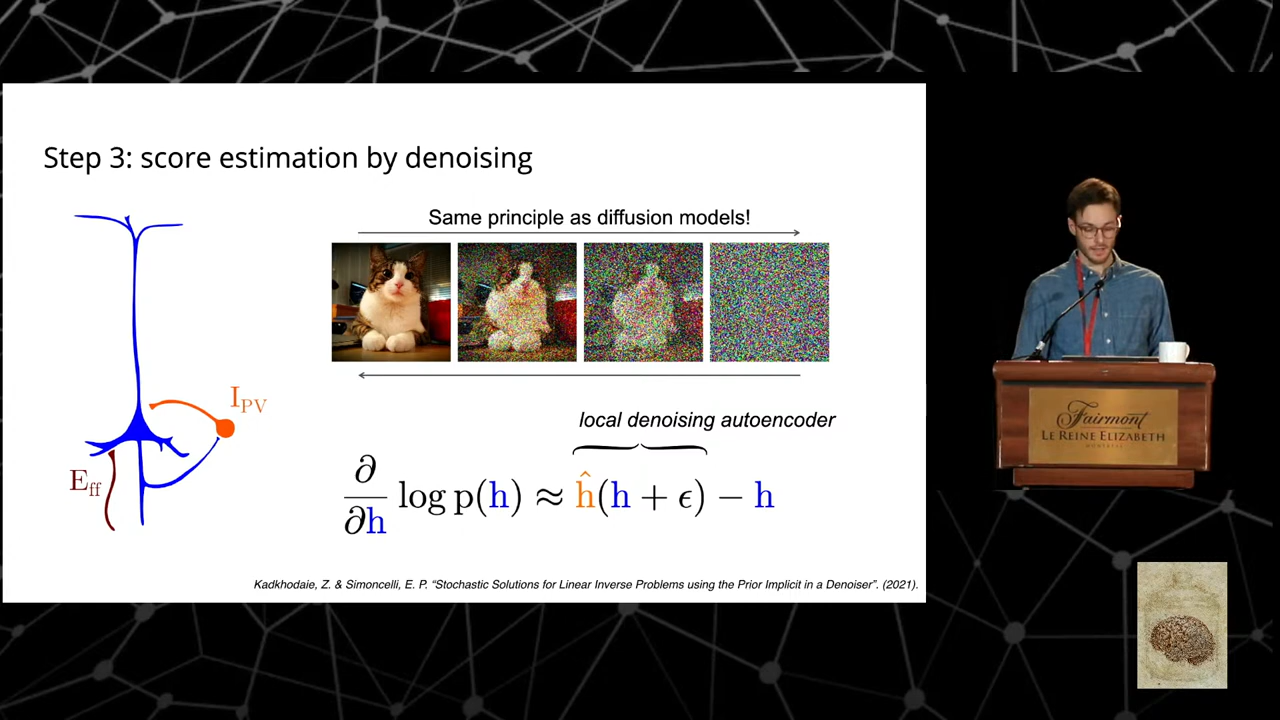 Step 3: score estimation by denoising
Same principle as diffusion models!
I_PV
E_ff
local denoising autoencoder
∂/∂h log p(h) ≈ ĥ(h + ϵ) − h
Kadkhodaie, Z. & Simoncelli, E. P. “Stochastic Solutions for Linear Inverse Problems using the Prior Implicit in a Denoiser”. (2021).
Fairmont
LE REINE ELIZABETH